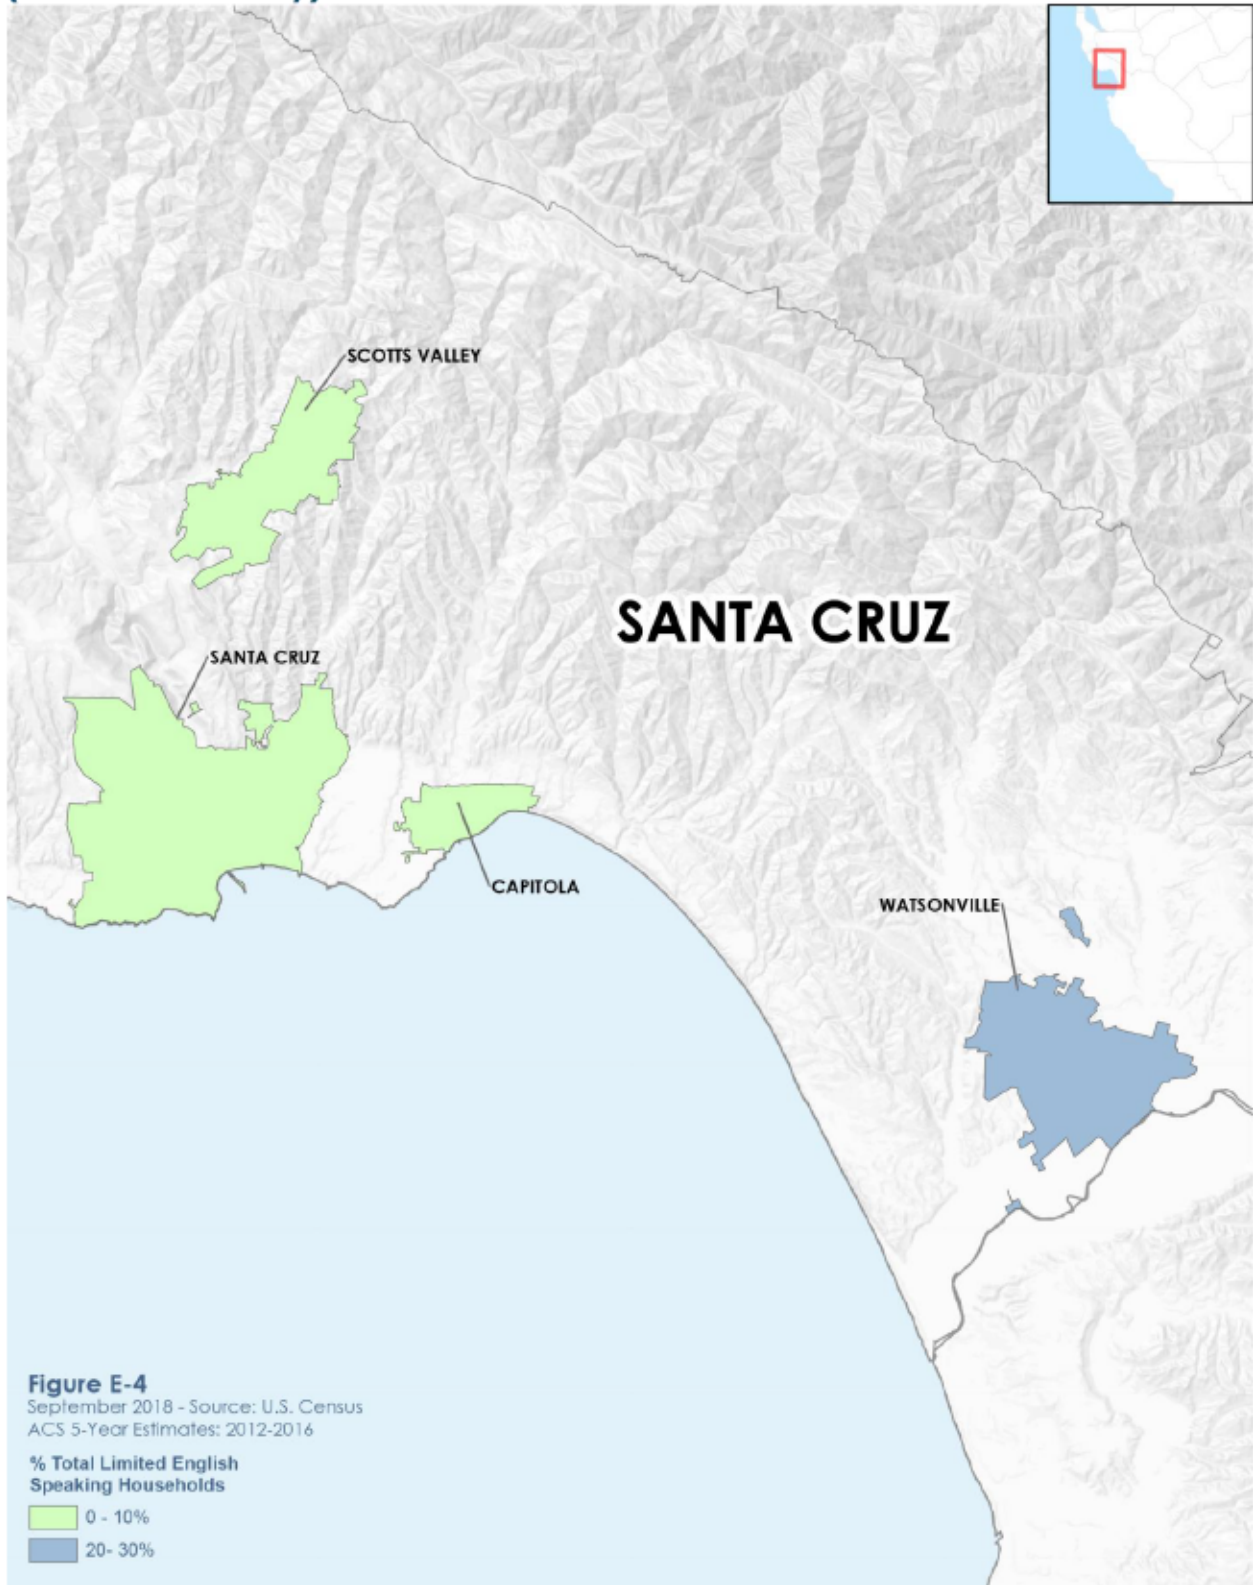 SCOTTS VALLEY
SANTA CRUZ
SANTA CRUZ
CAPITOLA
WATSONVILLE
Figure E-4
September 2018 - Source: U.S. Census
ACS 5-Year Estimates: 2012-2016
% Total Limited English
Speaking Households
0 - 10%
20- 30%